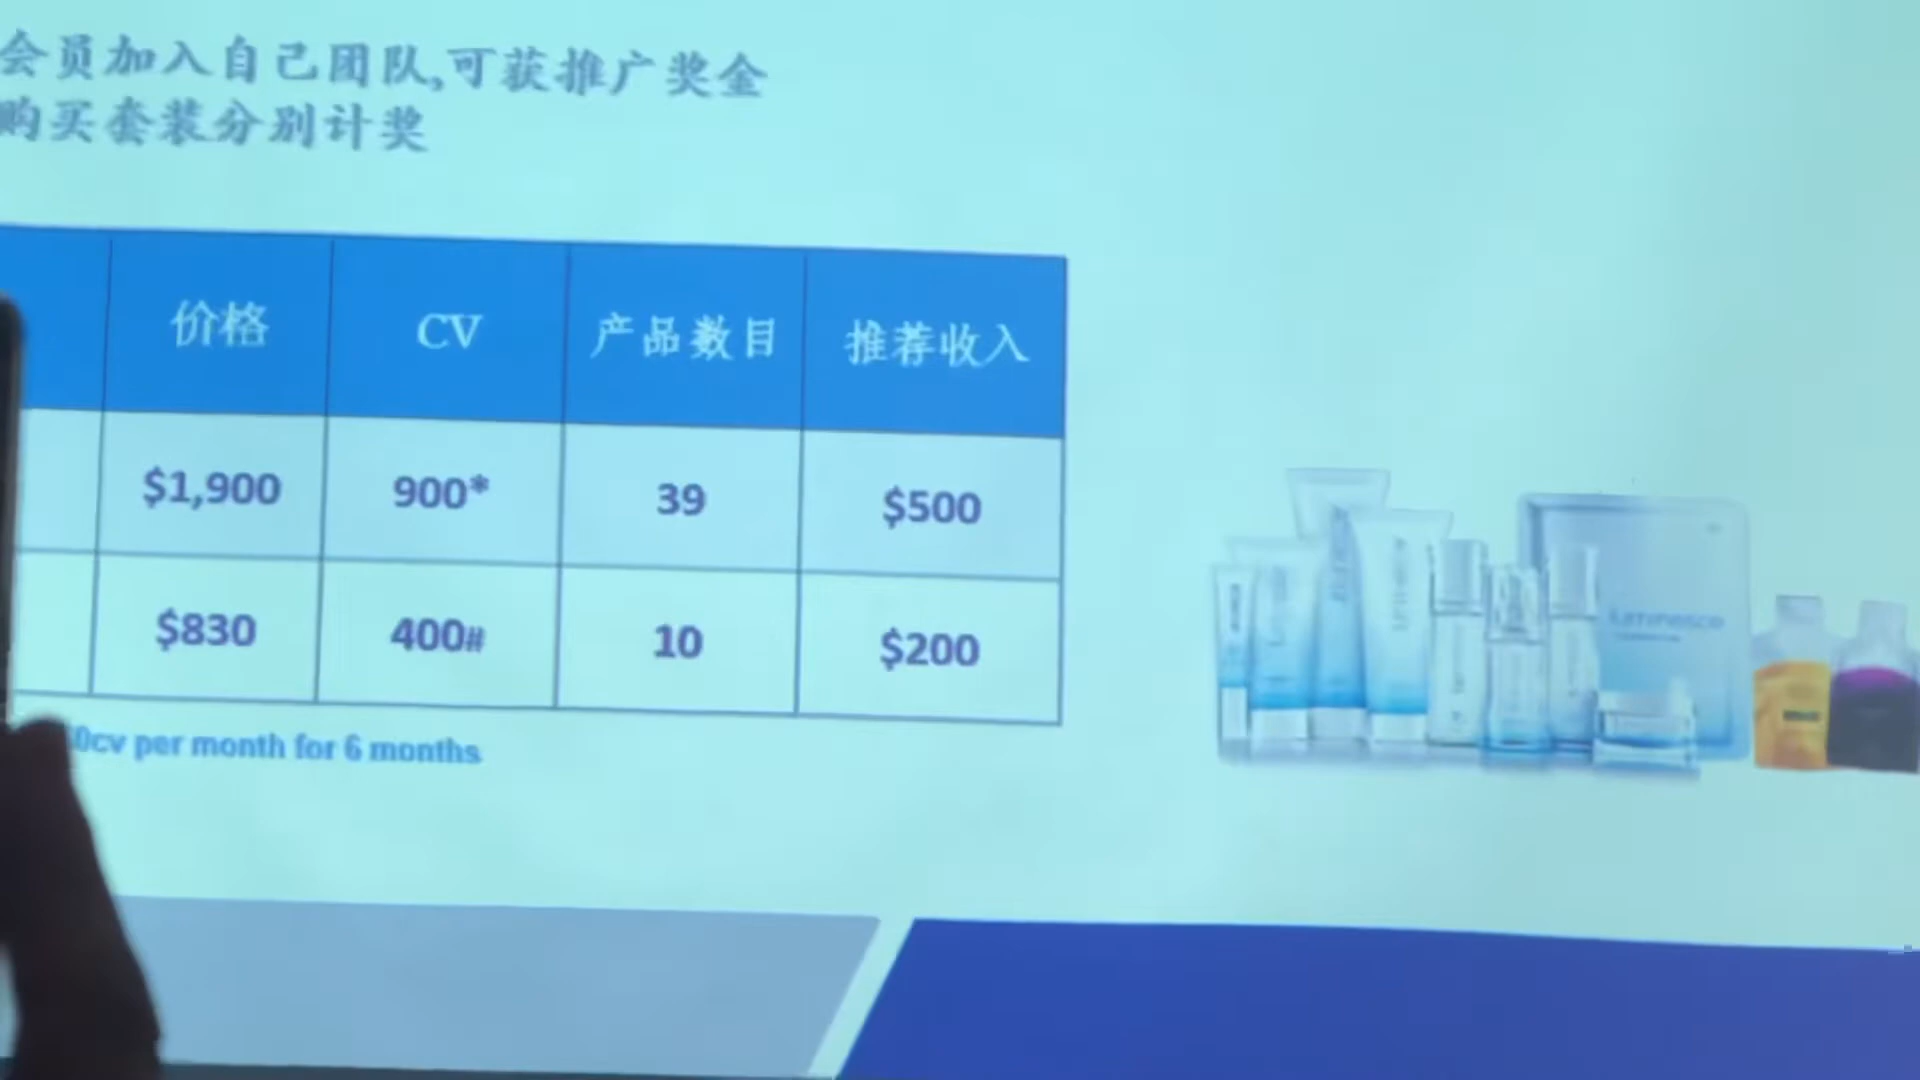 会员加入自己团队,可获推广奖金
购买套装分别计奖
价格 CV 产品数目 推荐收入
$1,900 900* 39 $500
$830 400# 10 $200
0cv per month for 6 months
luminesce